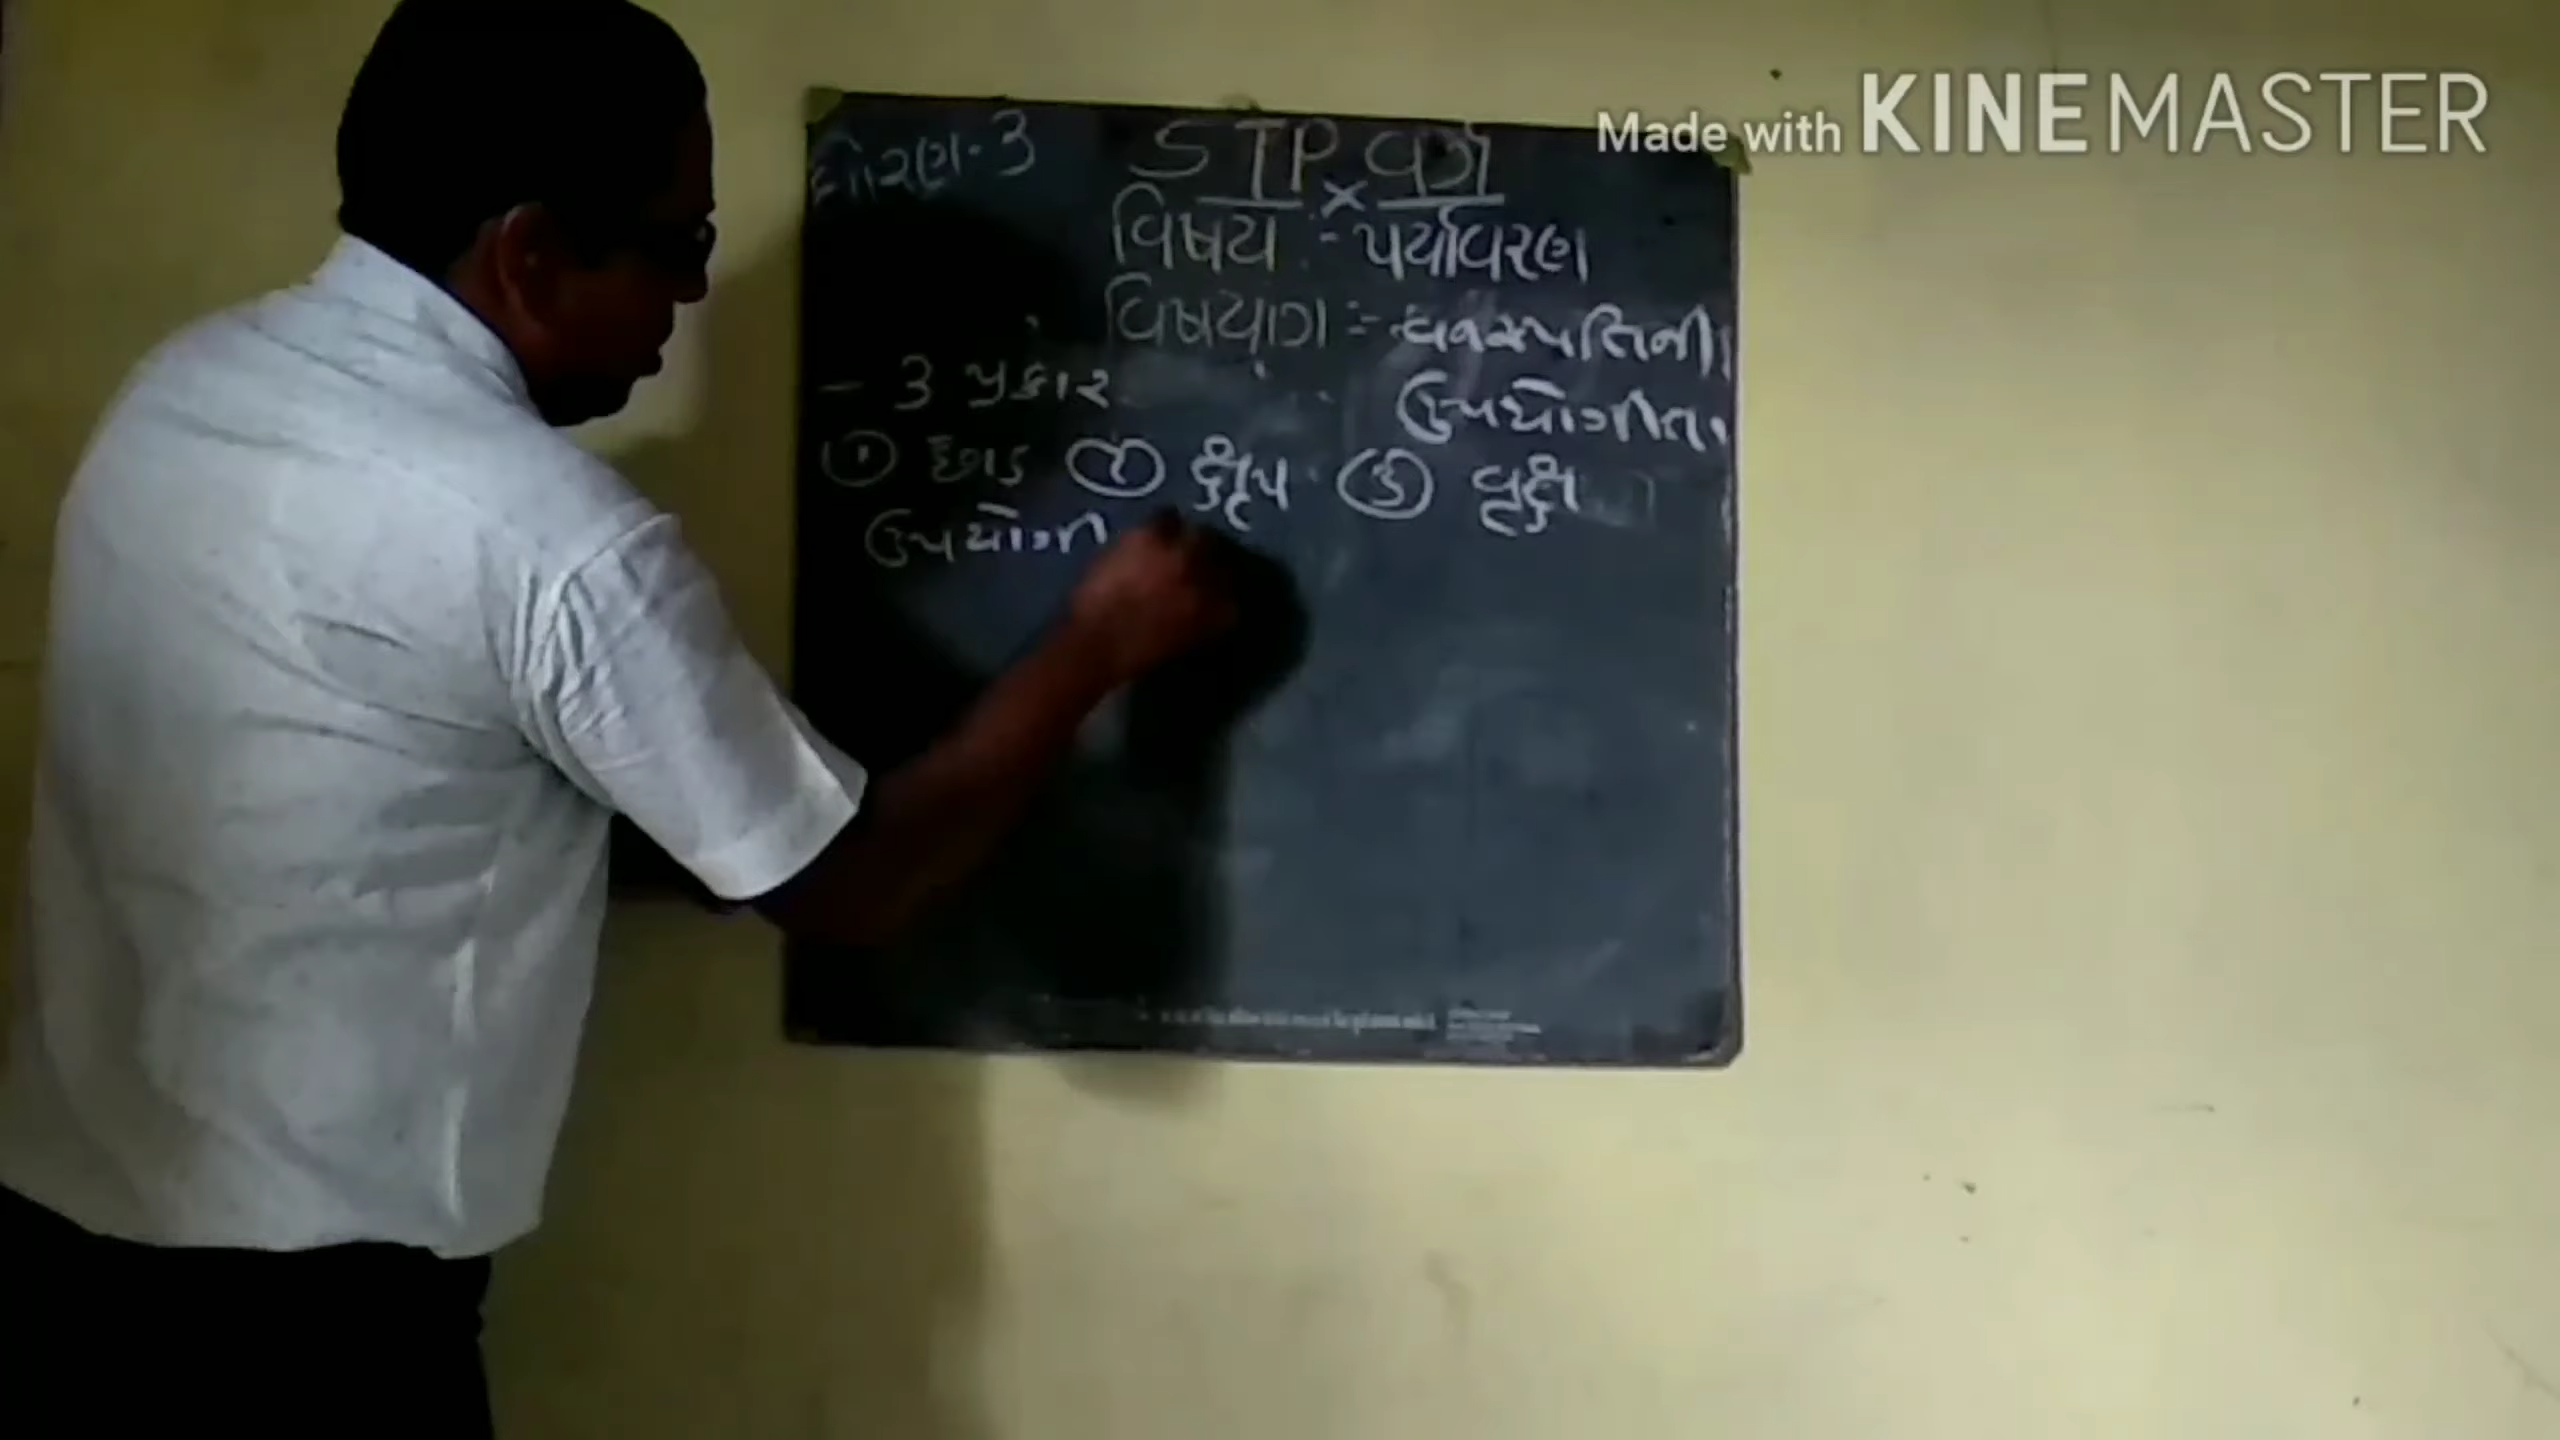 Made with KINEMASTER
ધોરણ-3 STP વર્ગ
વિષય :- પર્યાવરણ
વિષયાંગ :- વનસ્પતિની
ઉપયોગીતા
- 3 પ્રકાર
① છોડ ② ક્ષુપ ③ વૃક્ષ
ઉપયોગી